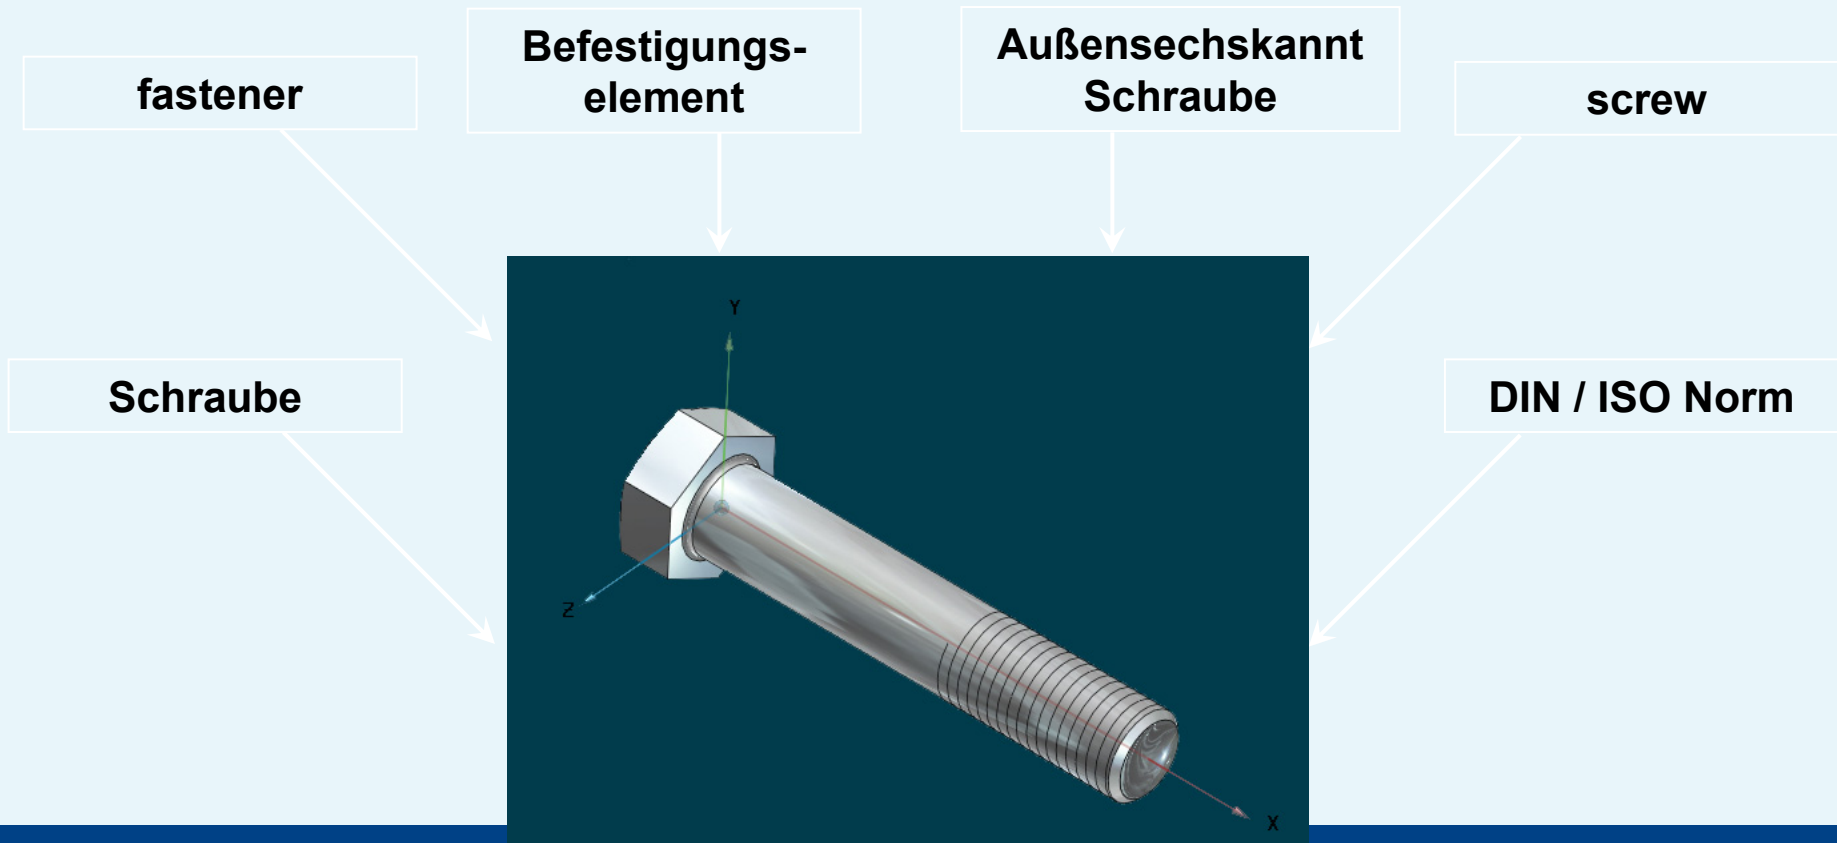 fastener
Befestigungs-
element
Außensechskannt
Schraube
screw
Schraube
DIN / ISO Norm
Y
Z
X